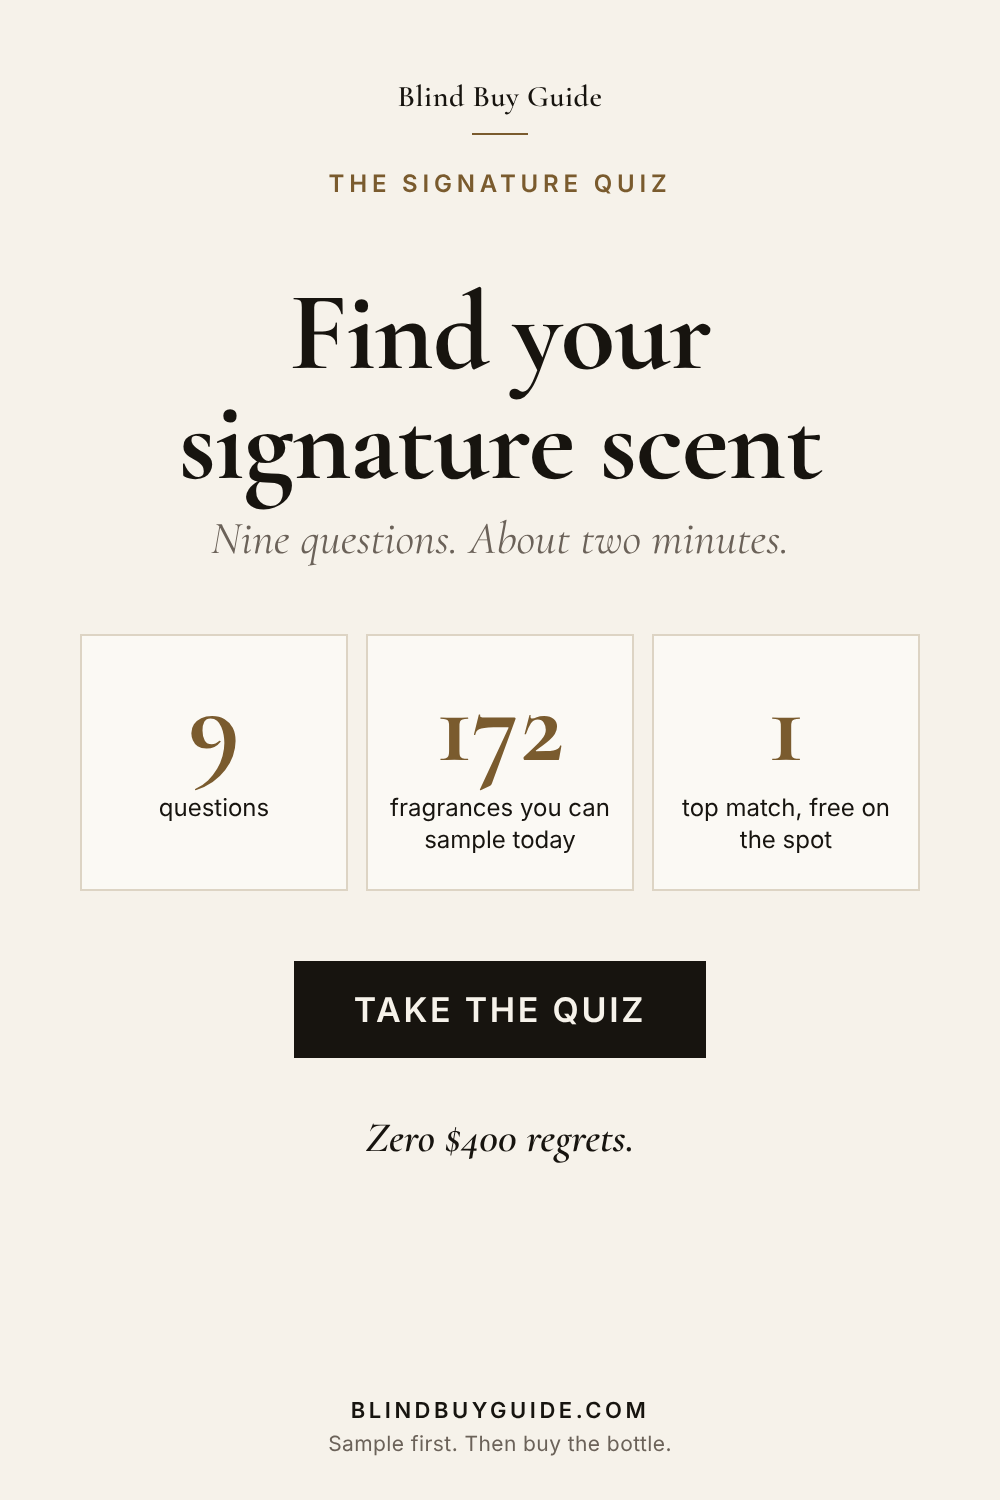 Blind Buy Guide
THE SIGNATURE QUIZ
Find your
signature scent
Nine questions. About two minutes.
9
questions
172
fragrances you can
sample today
1
top match, free on
the spot
TAKE THE QUIZ
Zero $400 regrets.
BLINDBUYGUIDE.COM
Sample first. Then buy the bottle.